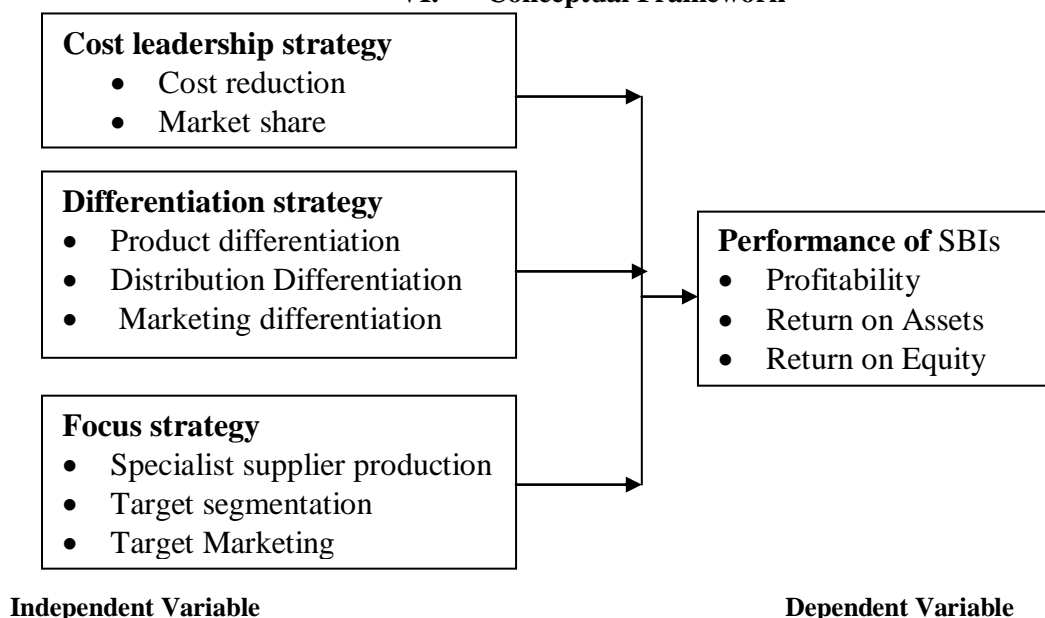 VI. Conceptual Framework
Cost leadership strategy
• Cost reduction
• Market share
Differentiation strategy
• Product differentiation
• Distribution Differentiation
• Marketing differentiation
Performance of SBIs
• Profitability
• Return on Assets
• Return on Equity
Focus strategy
• Specialist supplier production
• Target segmentation
• Target Marketing
Independent Variable
Dependent Variable